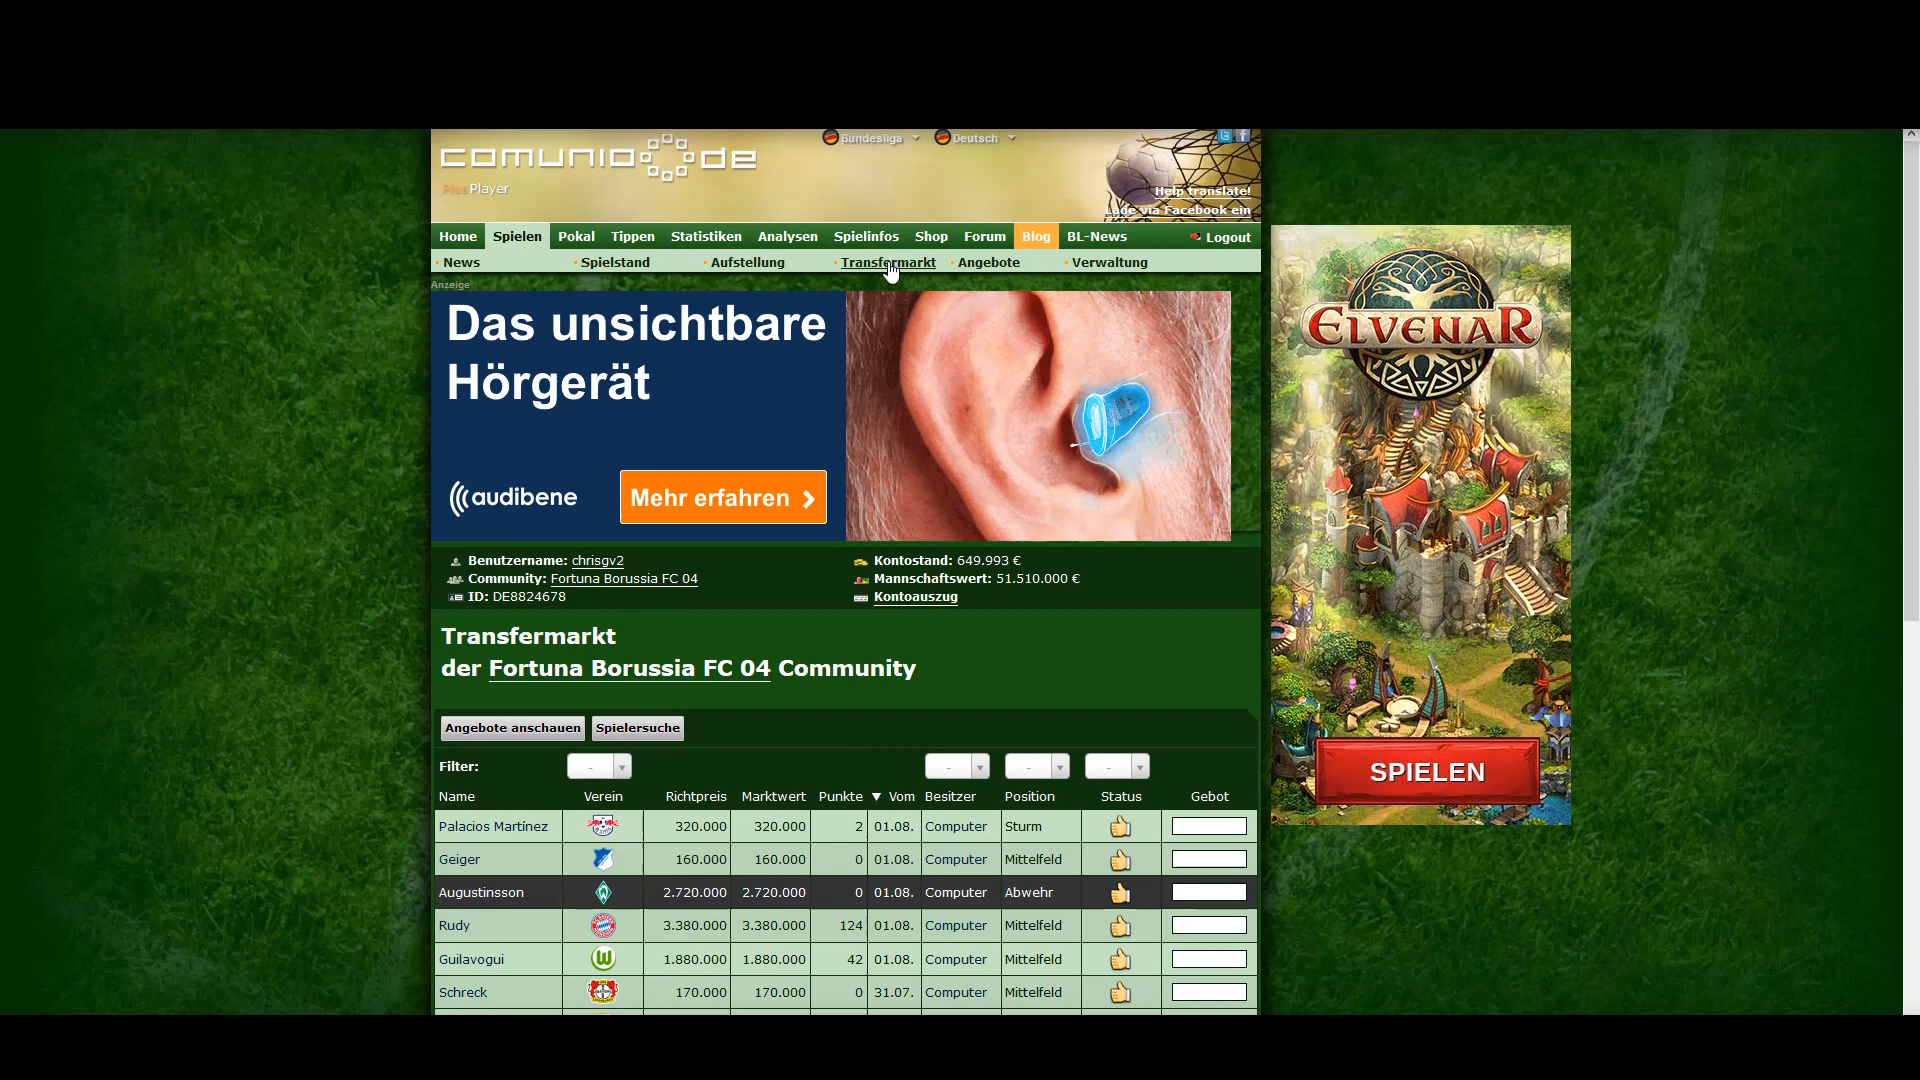 Bundesliga Deutsch
comunio de
PlusPlayer
Help translate!
Lade via Facebook ein
Home Spielen Pokal Tippen Statistiken Analysen Spielinfos Shop Forum Blog BL-News Logout
News Spielstand Aufstellung Transfermarkt Angebote Verwaltung
Anzeige
Das unsichtbare
Hörgerät
audibene Mehr erfahren
ELVENAR
SPIELEN
Benutzername: chrisgv2 Kontostand: 649.993 €
Community: Fortuna Borussia FC 04 Mannschaftswert: 51.510.000 €
ID: DE8824678 Kontoauszug
Transfermarkt
der Fortuna Borussia FC 04 Community
Angebote anschauen Spielersuche
Filter: - - - -
Name Verein Richtpreis Marktwert Punkte ▼ Vom Besitzer Position Status Gebot
Palacios Martínez 320.000 320.000 2 01.08. Computer Sturm
Geiger 160.000 160.000 0 01.08. Computer Mittelfeld
Augustinsson 2.720.000 2.720.000 0 01.08. Computer Abwehr
Rudy 3.380.000 3.380.000 124 01.08. Computer Mittelfeld
Guilavogui 1.880.000 1.880.000 42 01.08. Computer Mittelfeld
Schreck 170.000 170.000 0 31.07. Computer Mittelfeld